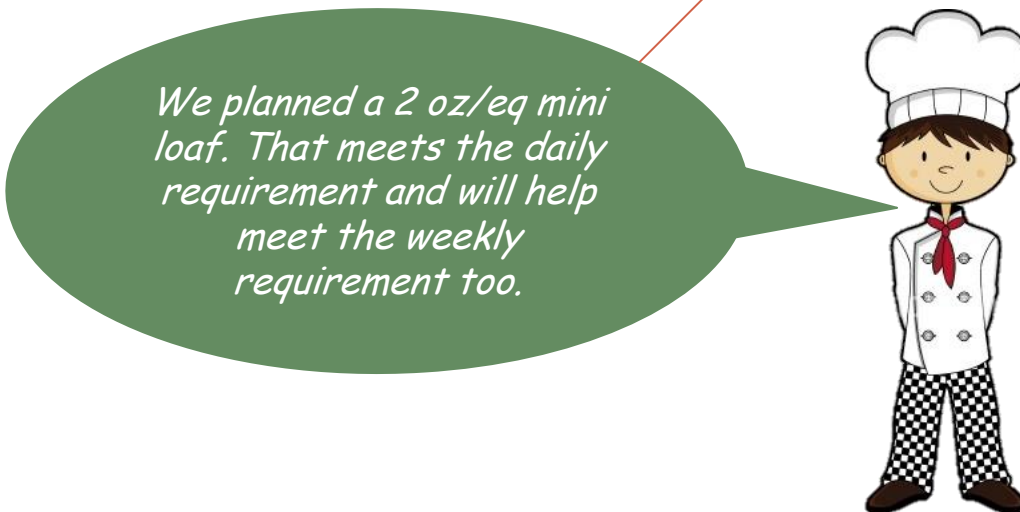 We planned a 2 oz/eq mini
loaf. That meets the daily
requirement and will help
meet the weekly
requirement too.